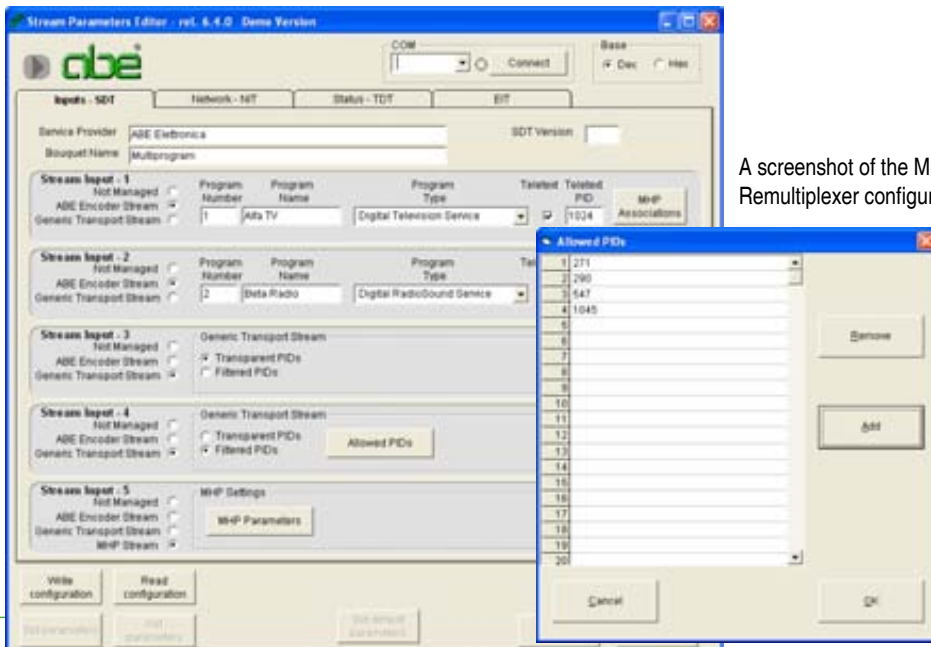 Stream Parameters Editor - rel. 6.4.0 Demo Version
abe
COM
Connect
Base
Dec Hex
Inputs - SDT Network - NIT Status - TDT EIT
Service Provider ABE Elettronica SDT Version
Bouquet Name Multiprogram
A screenshot of the M
Remultiplexer configur
Stream Input - 1
Not Managed
ABE Encoder Stream
Generic Transport Stream
Program Number Program Name Program Type Teletext Teletext PID
1 Alfa TV Digital Television Service 1024
MHP Associations
Stream Input - 2
Not Managed
ABE Encoder Stream
Generic Transport Stream
Program Number Program Name Program Type
2 Beta Radio Digital RadioSound Service
Stream Input - 3
Not Managed
ABE Encoder Stream
Generic Transport Stream
Generic Transport Stream
Transparent PIDs
Filtered PIDs
Stream Input - 4
Not Managed
ABE Encoder Stream
Generic Transport Stream
Generic Transport Stream
Transparent PIDs
Filtered PIDs
Allowed PIDs
Stream Input - 5
Not Managed
ABE Encoder Stream
Generic Transport Stream
MHP Stream
MHP Settings
MHP Parameters
Write configuration
Read configuration
Allowed PIDs
1 271
2 290
3 547
4 1045
5
6
7
8
9
10
11
12
13
14
15
16
17
18
19
20
Remove
Add
Cancel
OK